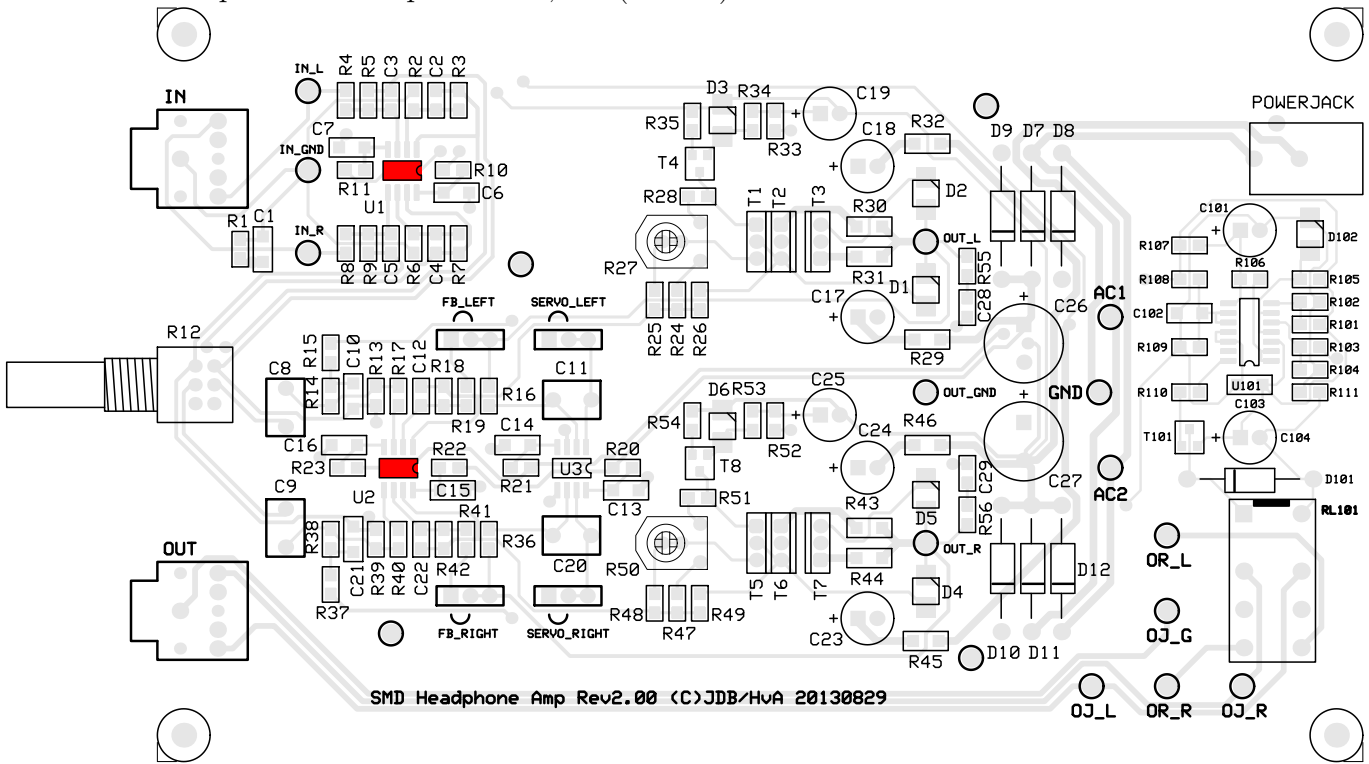 IN
IN_L
R4
R5
C3
R2
C2
R3
C7
IN_GND
R11
R10
C6
U1
R1
C1
IN_R
R8
R9
C5
R6
C4
R7
D3
R34
C19
R35
R33
T4
C18
R32
R28
D2
T1
T2
T3
R30
OUT_L
R27
R31
R55
C17
D1
C28
R25
R24
R26
R29
D9
D7
D8
POWERJACK
C101
R107
D102
R106
R108
R105
AC1
C26
R102
C102
R101
R109
R103
R104
GND
R110
U101
R111
C103
T101
C104
AC2
C27
D101
RL101
FB_LEFT
SERVO_LEFT
R12
R15
C10
R13
R17
C12
R18
C11
C8
R14
R16
R19
C16
C14
R22
R20
R23
R21
U3
C15
U2
C13
C9
R41
R38
R36
C21
R39
R40
C22
R42
C20
R37
FB_RIGHT
SERVO_RIGHT
D6
R53
C25
OUT_GND
R54
R52
C24
R46
T8
R51
C29
R43
D5
R56
OUT_R
R50
T5
T6
T7
R44
D4
R48
R47
R49
C23
R45
D12
D10
D11
OR_L
OJ_G
OUT
SMD Headphone Amp Rev2.00 (C)JDB/HvA 20130829
OJ_L
OR_R
OJ_R